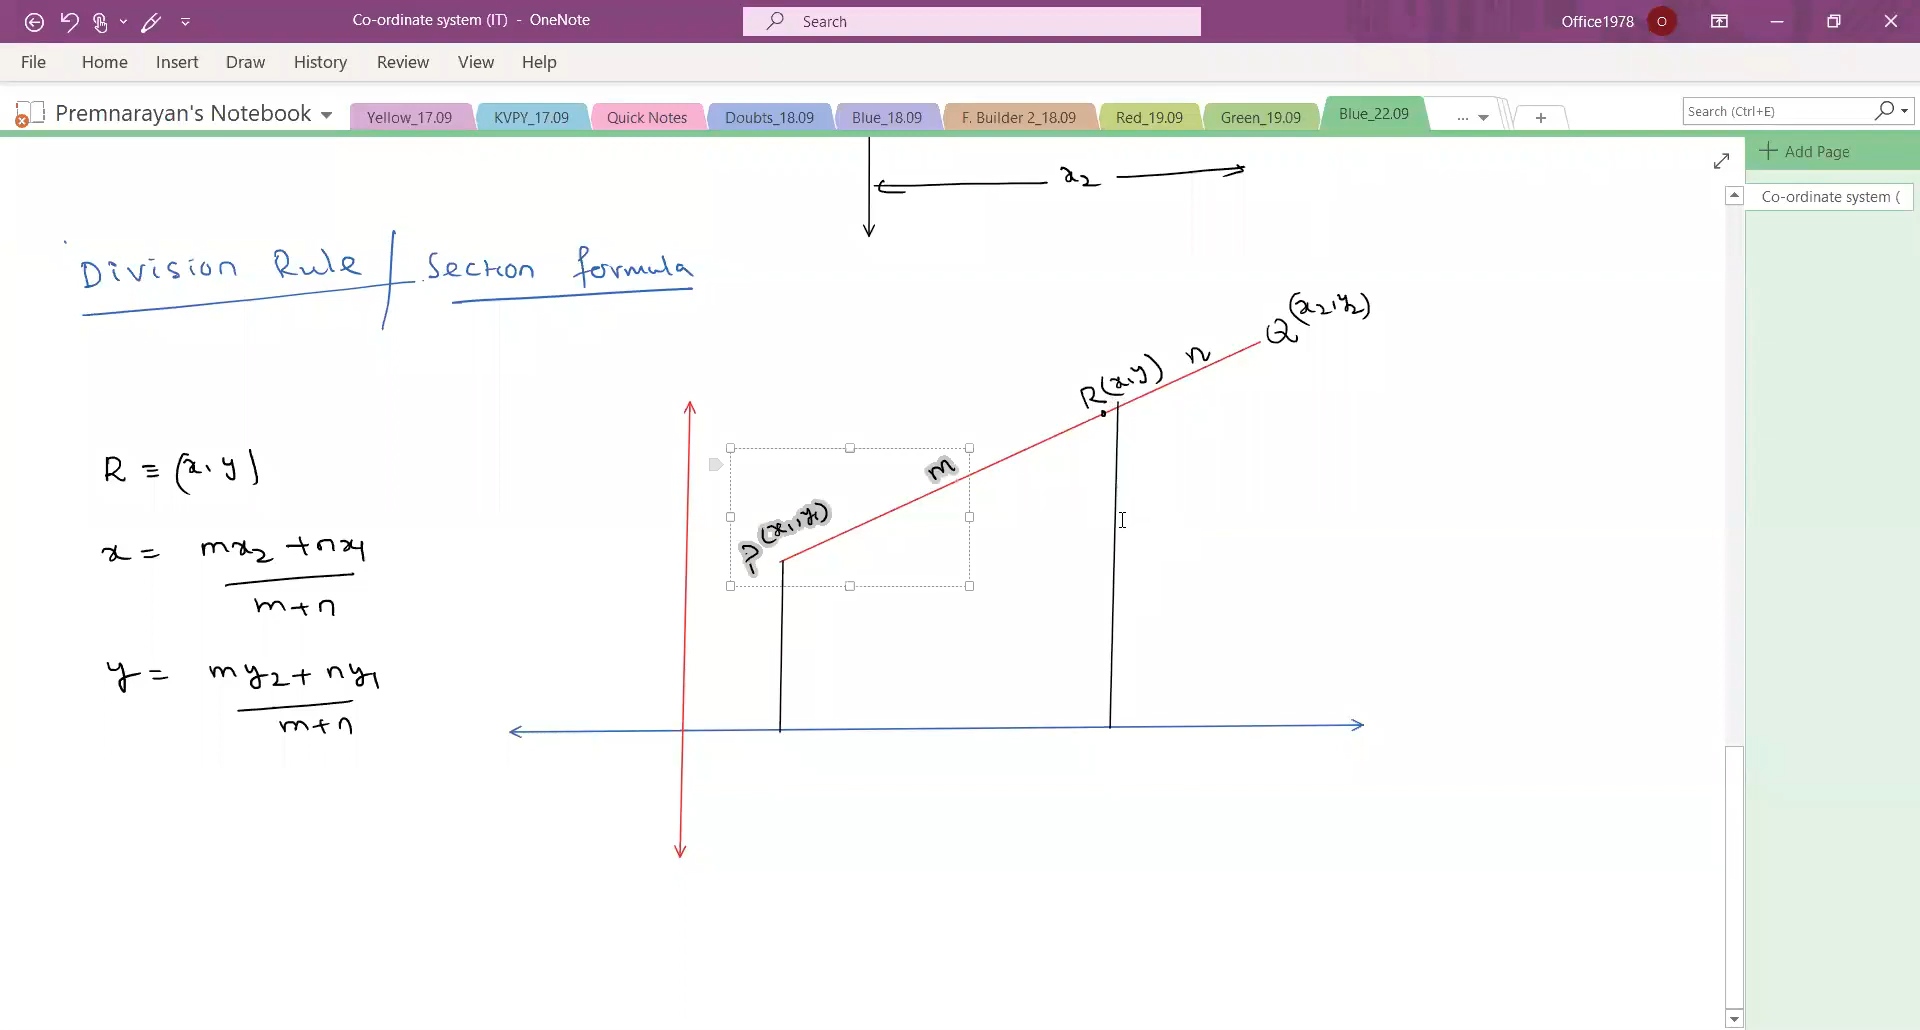 Co-ordinate system (IT) - OneNote
Search
Office1978
O
File Home Insert Draw History Review View Help
Premnarayan's Notebook
Yellow_17.09
KVPY_17.09
Quick Notes
Doubts_18.09
Blue_18.09
F. Builder 2_18.09
Red_19.09
Green_19.09
Blue_22.09
...
Search (Ctrl+E)
Add Page
Co-ordinate system (
x₂
Division Rule / Section formula
Q(x₂,y₂)
n
R(x,y)
m
P(x₁,y₁)
R ≡ (x, y)
x = mx₂ + nx₁
m+n
y = my₂ + ny₁
m+n